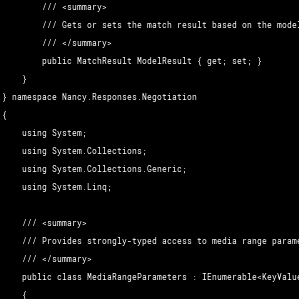 /// <summary>
/// Gets or sets the match result based on the model
/// </summary>
public MatchResult ModelResult { get; set; }
}
} namespace Nancy.Responses.Negotiation
{
using System;
using System.Collections;
using System.Collections.Generic;
using System.Linq;
/// <summary>
/// Provides strongly-typed access to media range parame
/// </summary>
public class MediaRangeParameters : IEnumerable<KeyValue
{